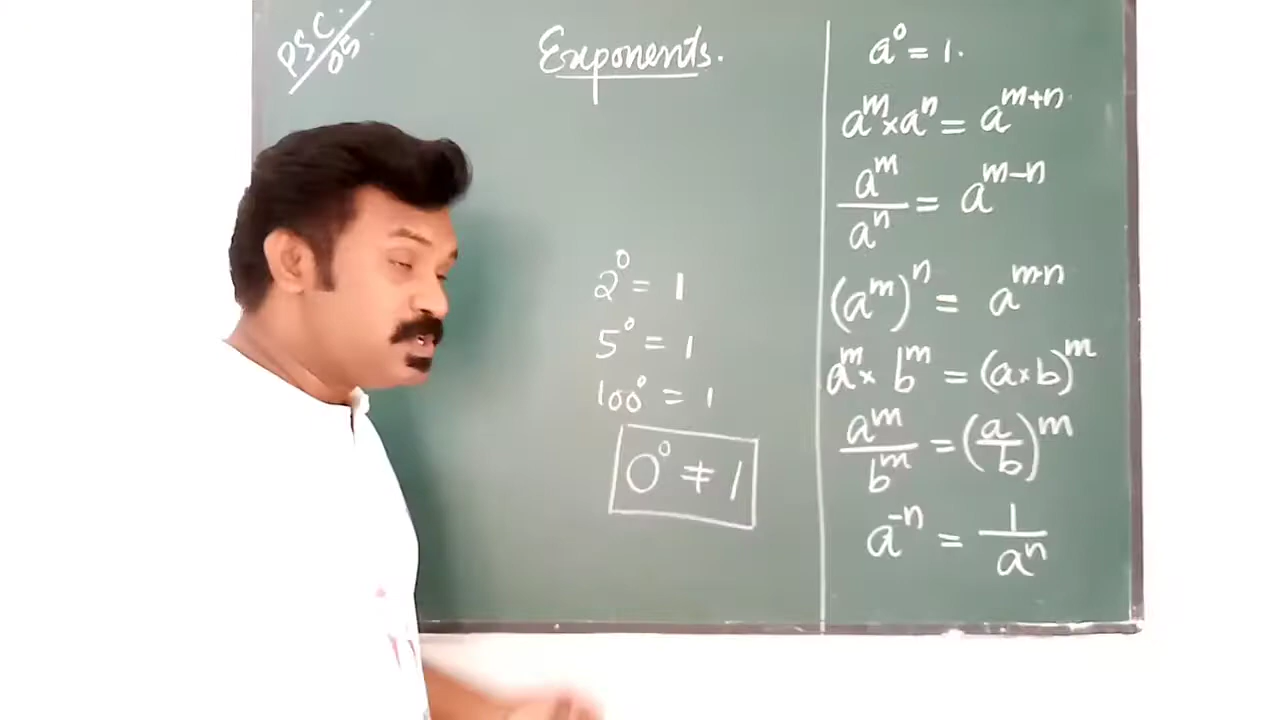 PSC/05
Exponents.
2⁰ = 1
5⁰ = 1
100⁰ = 1
0⁰ ≠ 1
a⁰ = 1.
aᵐ × aⁿ = aᵐ⁺ⁿ
aᵐ/aⁿ = aᵐ⁻ⁿ
(aᵐ)ⁿ = aᵐ·ⁿ
aᵐ × bᵐ = (a×b)ᵐ
aᵐ/bᵐ = (a/b)ᵐ
a⁻ⁿ = 1/aⁿ